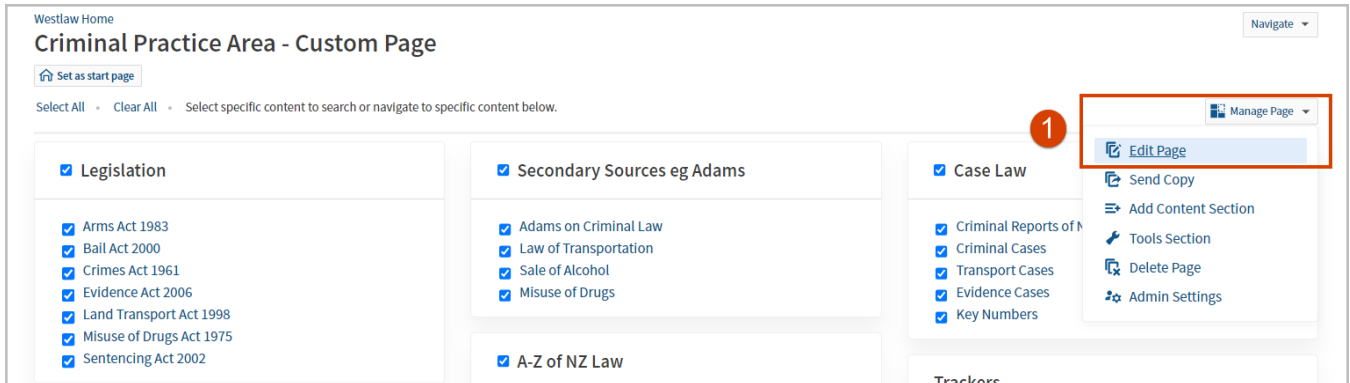 Westlaw Home
Navigate
Criminal Practice Area - Custom Page
Set as start page
Select All • Clear All • Select specific content to search or navigate to specific content below.
Manage Page
1
Edit Page
Send Copy
Add Content Section
Tools Section
Delete Page
Admin Settings
Legislation
Arms Act 1983
Bail Act 2000
Crimes Act 1961
Evidence Act 2006
Land Transport Act 1998
Misuse of Drugs Act 1975
Sentencing Act 2002
Secondary Sources eg Adams
Adams on Criminal Law
Law of Transportation
Sale of Alcohol
Misuse of Drugs
A-Z of NZ Law
Case Law
Criminal Reports of N
Criminal Cases
Transport Cases
Evidence Cases
Key Numbers
Trackers